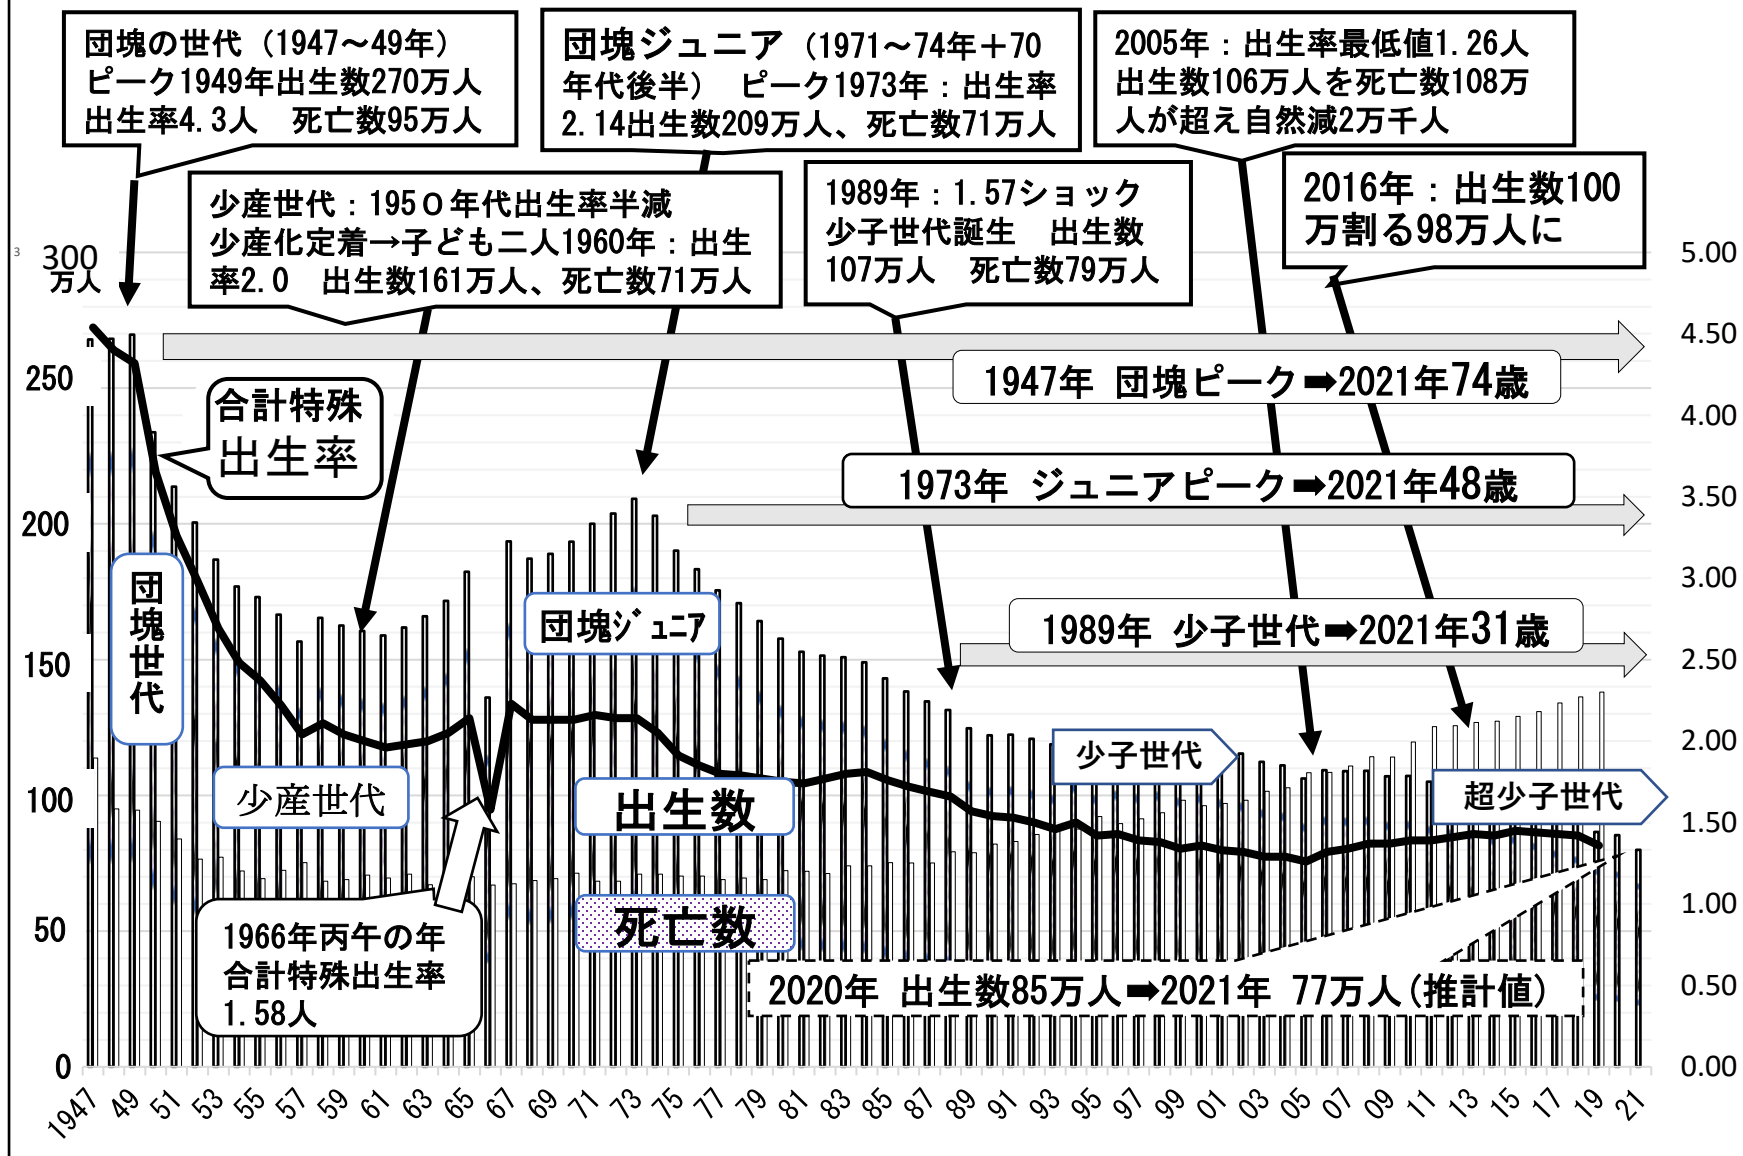 団塊の世代（1947～49年）
ピーク1949年出生数270万人
出生率4.3人　死亡数95万人
団塊ジュニア（1971～74年＋70
年代後半）　ピーク1973年：出生率
2.14出生数209万人、死亡数71万人
2005年：出生率最低値1.26人
出生数106万人を死亡数108万
人が超え自然減2万千人
少産世代：195０年代出生率半減
少産化定着→子ども二人1960年：出生
率2.0　出生数161万人、死亡数71万人
1989年：1.57ショック
少子世代誕生　出生数
107万人　死亡数79万人
2016年：出生数100
万割る98万人に
3
300
万人
250
200
150
100
50
0
5.00
4.50
4.00
3.50
3.00
2.50
2.00
1.50
1.00
0.50
0.00
1947年 団塊ピーク➡2021年74歳
合計特殊
出生率
1973年 ジュニアピーク➡2021年48歳
団塊世代
団塊ｼﾞｭﾆｱ
1989年 少子世代➡2021年31歳
少子世代
少産世代
出生数
超少子世代
死亡数
1966年丙午の年
合計特殊出生率
1.58人
2020年 出生数85万人➡2021年 77万人(推計値)
1947 49 51 53 55 57 59 61 63 65 67 69 71 73 75 77 79 81 83 85 87 89 91 93 95 97 99 01 03 05 07 09 11 13 15 17 19 21